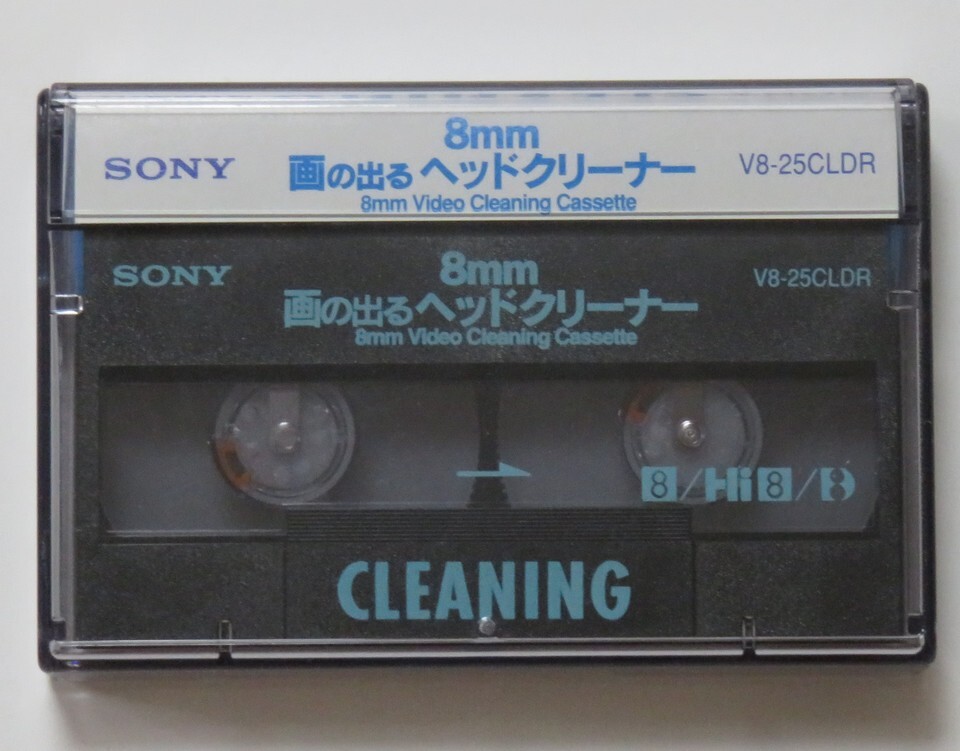 8mm
SONY 画の出るヘッドクリーナー V8-25CLDR
8mm Video Cleaning Cassette
8mm
SONY 画の出るヘッドクリーナー V8-25CLDR
8mm Video Cleaning Cassette
8/Hi8/8
CLEANING